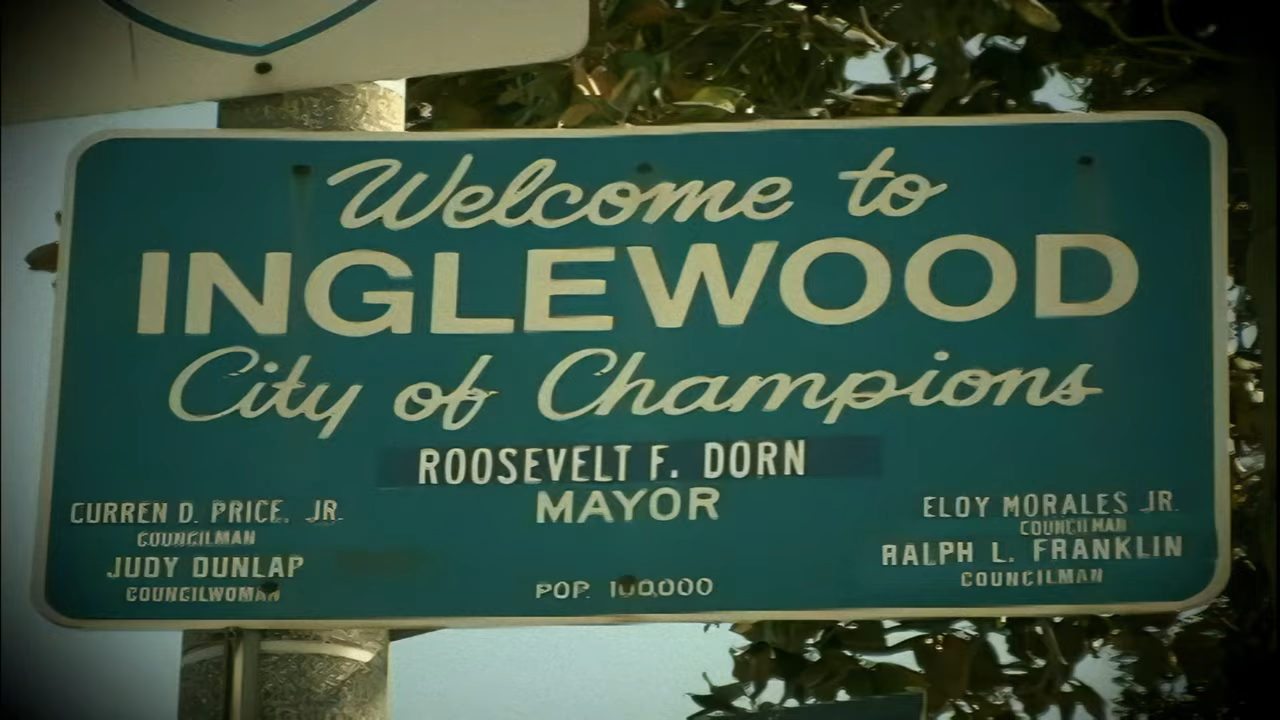 Welcome to
INGLEWOOD
City of Champions
ROOSEVELT F. DORN
MAYOR
CURREN D. PRICE, JR.
COUNCILMAN
JUDY DUNLAP
COUNCILWOMAN
ELOY MORALES JR.
COUNCILMAN
RALPH L. FRANKLIN
COUNCILMAN
POP. 100,000